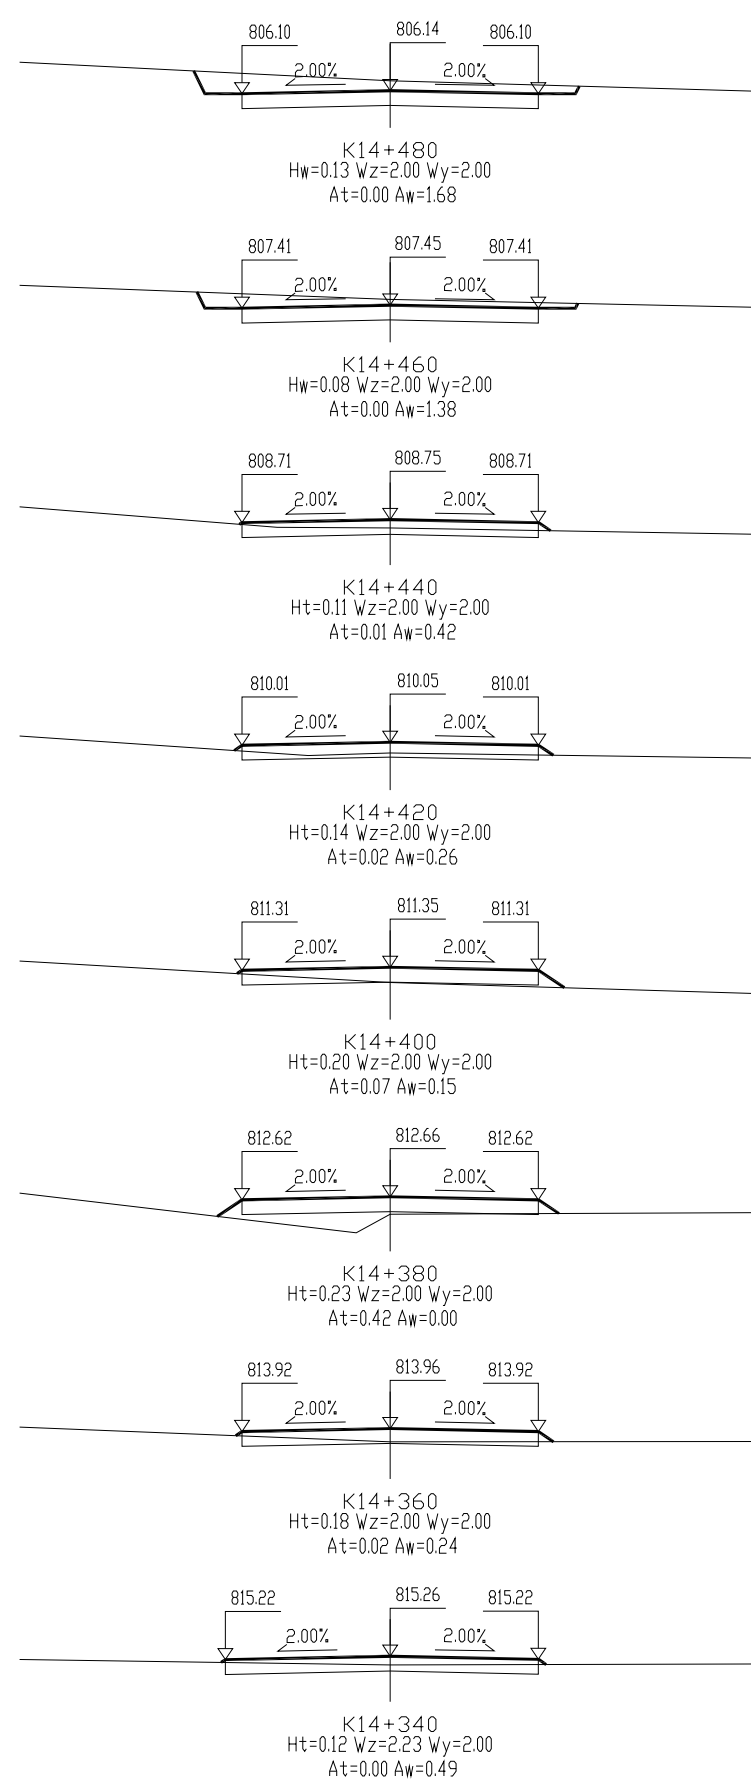 806.10 806.14 806.10
2.00% 2.00%
K14+480
Hw=0.13 Wz=2.00 Wy=2.00
At=0.00 Aw=1.68
807.41 807.45 807.41
2.00% 2.00%
K14+460
Hw=0.08 Wz=2.00 Wy=2.00
At=0.00 Aw=1.38
808.71 808.75 808.71
2.00% 2.00%
K14+440
Ht=0.11 Wz=2.00 Wy=2.00
At=0.01 Aw=0.42
810.01 810.05 810.01
2.00% 2.00%
K14+420
Ht=0.14 Wz=2.00 Wy=2.00
At=0.02 Aw=0.26
811.31 811.35 811.31
2.00% 2.00%
K14+400
Ht=0.20 Wz=2.00 Wy=2.00
At=0.07 Aw=0.15
812.62 812.66 812.62
2.00% 2.00%
K14+380
Ht=0.23 Wz=2.00 Wy=2.00
At=0.42 Aw=0.00
813.92 813.96 813.92
2.00% 2.00%
K14+360
Ht=0.18 Wz=2.00 Wy=2.00
At=0.02 Aw=0.24
815.22 815.26 815.22
2.00% 2.00%
K14+340
Ht=0.12 Wz=2.23 Wy=2.00
At=0.00 Aw=0.49